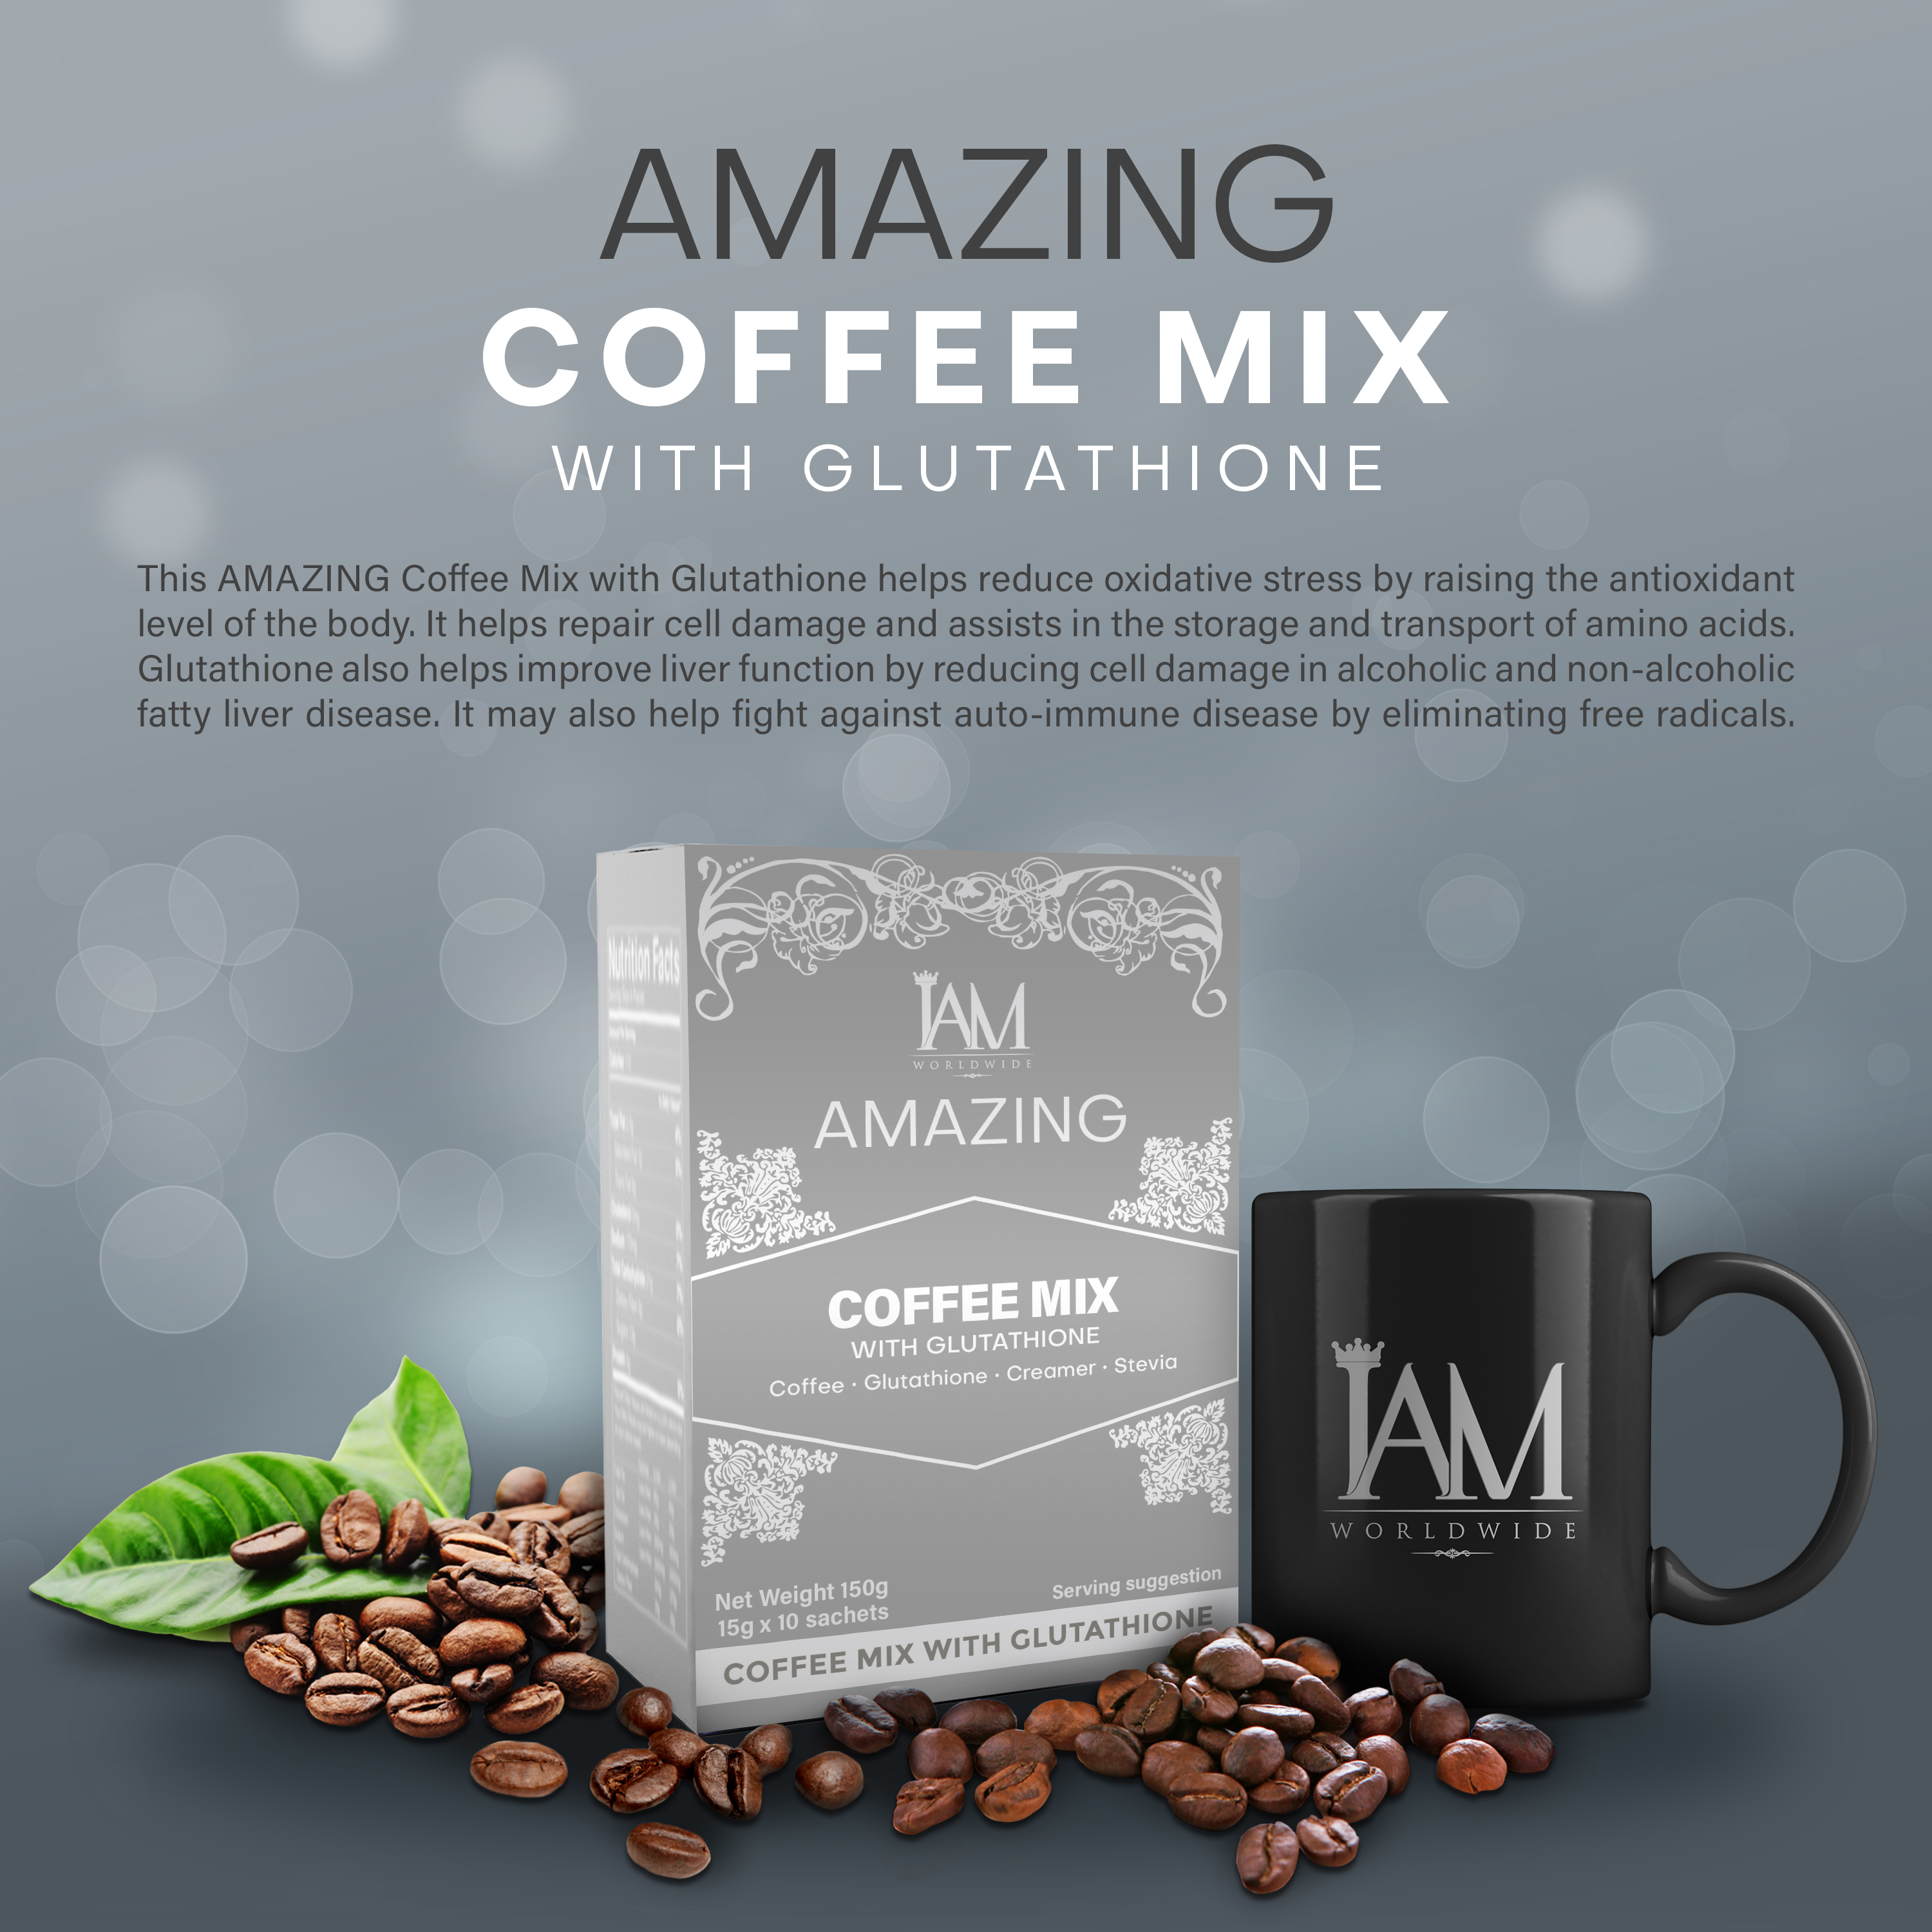 AMAZING
COFFEE MIX
WITH GLUTATHIONE
This AMAZING Coffee Mix with Glutathione helps reduce oxidative stress by raising the antioxidant
level of the body. It helps repair cell damage and assists in the storage and transport of amino acids.
Glutathione also helps improve liver function by reducing cell damage in alcoholic and non-alcoholic
fatty liver disease. It may also help fight against auto-immune disease by eliminating free radicals.
Nutrition Facts
IAM
WORLDWIDE
AMAZING
COFFEE MIX
WITH GLUTATHIONE
Coffee · Glutathione · Creamer · Stevia
Net Weight 150g
15g x 10 sachets
Serving suggestion
COFFEE MIX WITH GLUTATHIONE
IAM
WORLDWIDE